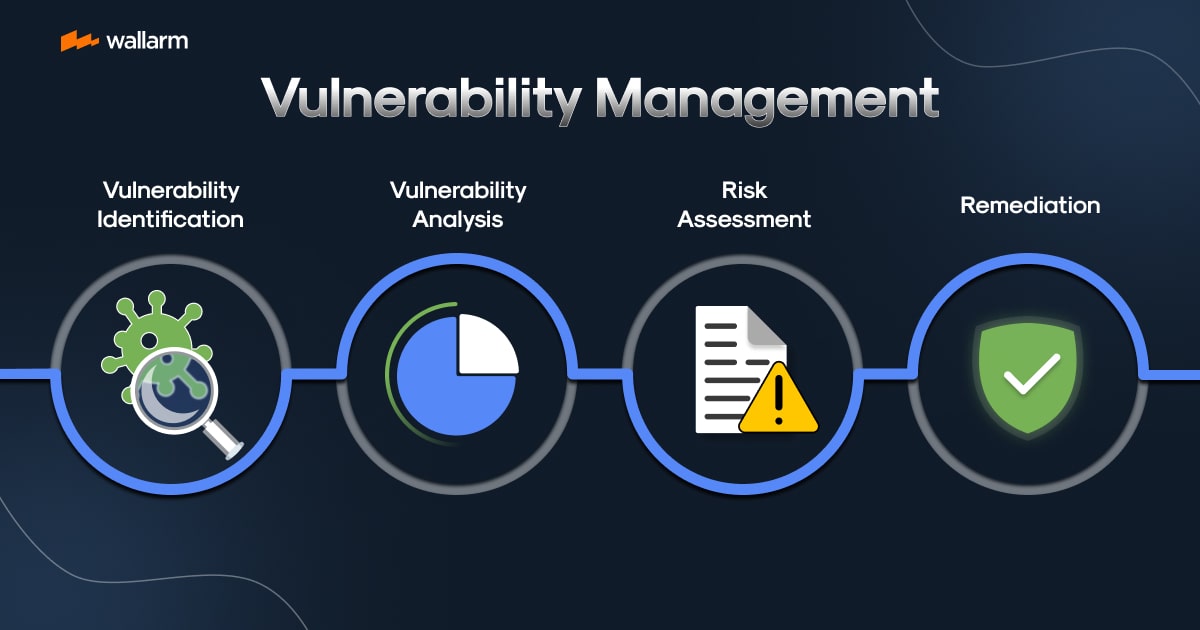 wallarm
Vulnerability Management
Vulnerability
Identification
Vulnerability
Analysis
Risk
Assessment
Remediation